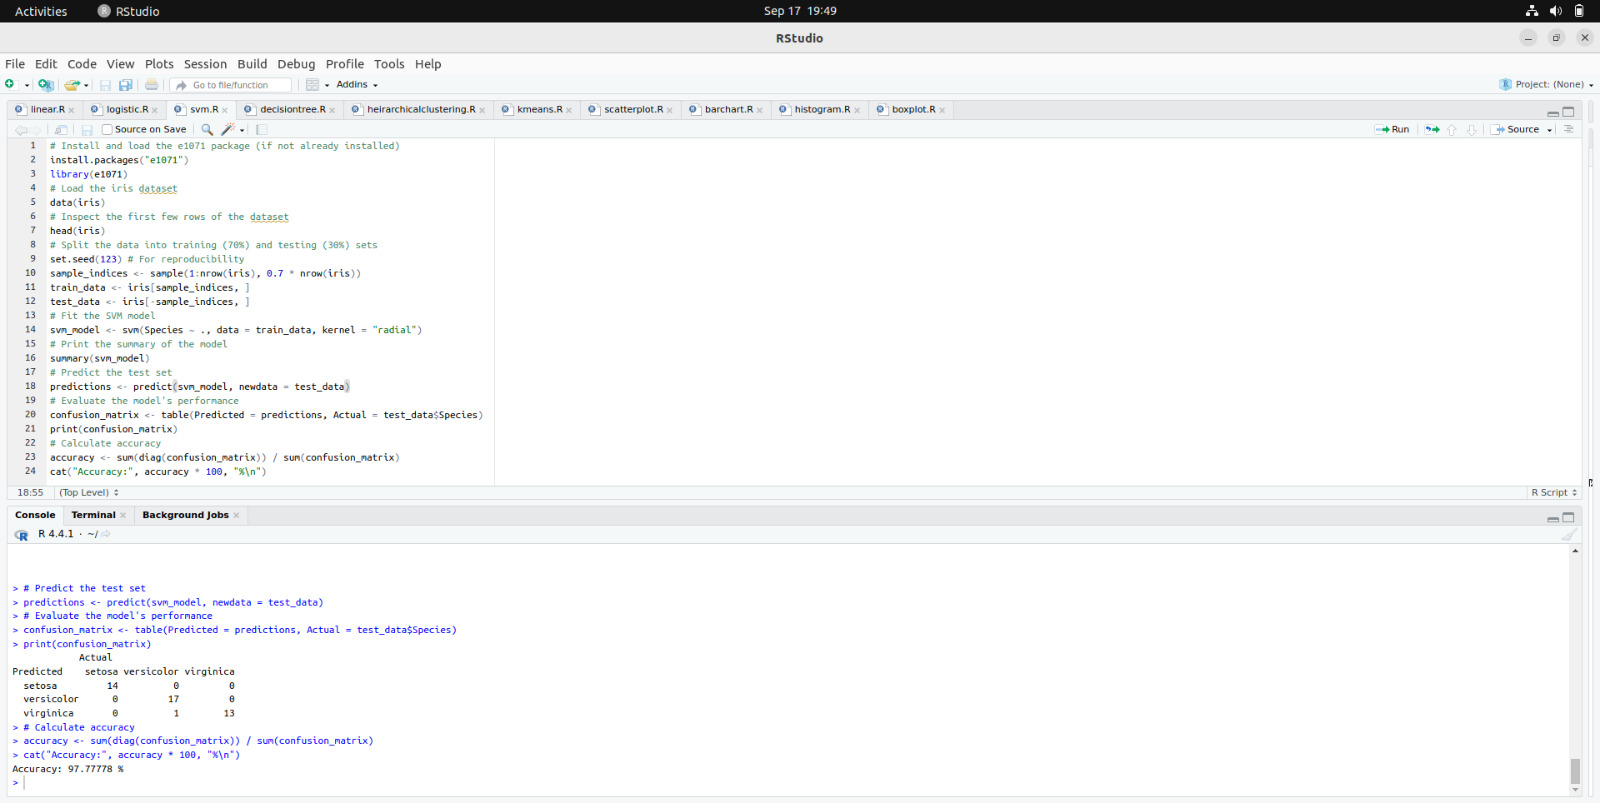 Activities RStudio Sep 17 19:49
RStudio
File Edit Code View Plots Session Build Debug Profile Tools Help
Go to file/function Addins Project: (None)
linear.R logistic.R svm.R decisiontree.R heirarchicalclustering.R kmeans.R scatterplot.R barchart.R histogram.R boxplot.R
Source on Save Run Source
1 # Install and load the e1071 package (if not already installed)
2 install.packages("e1071")
3 library(e1071)
4 # Load the iris dataset
5 data(iris)
6 # Inspect the first few rows of the dataset
7 head(iris)
8 # Split the data into training (70%) and testing (30%) sets
9 set.seed(123) # For reproducibility
10 sample_indices <- sample(1:nrow(iris), 0.7 * nrow(iris))
11 train_data <- iris[sample_indices, ]
12 test_data <- iris[-sample_indices, ]
13 # Fit the SVM model
14 svm_model <- svm(Species ~ ., data = train_data, kernel = "radial")
15 # Print the summary of the model
16 summary(svm_model)
17 # Predict the test set
18 predictions <- predict(svm_model, newdata = test_data)
19 # Evaluate the model's performance
20 confusion_matrix <- table(Predicted = predictions, Actual = test_data$Species)
21 print(confusion_matrix)
22 # Calculate accuracy
23 accuracy <- sum(diag(confusion_matrix)) / sum(confusion_matrix)
24 cat("Accuracy:", accuracy * 100, "%\n")
18:55 (Top Level) R Script
Console Terminal Background Jobs
R 4.4.1 · ~/
> # Predict the test set
> predictions <- predict(svm_model, newdata = test_data)
> # Evaluate the model's performance
> confusion_matrix <- table(Predicted = predictions, Actual = test_data$Species)
> print(confusion_matrix)
Actual
Predicted setosa versicolor virginica
setosa 14 0 0
versicolor 0 17 0
virginica 0 1 13
> # Calculate accuracy
> accuracy <- sum(diag(confusion_matrix)) / sum(confusion_matrix)
> cat("Accuracy:", accuracy * 100, "%\n")
Accuracy: 97.77778 %
>